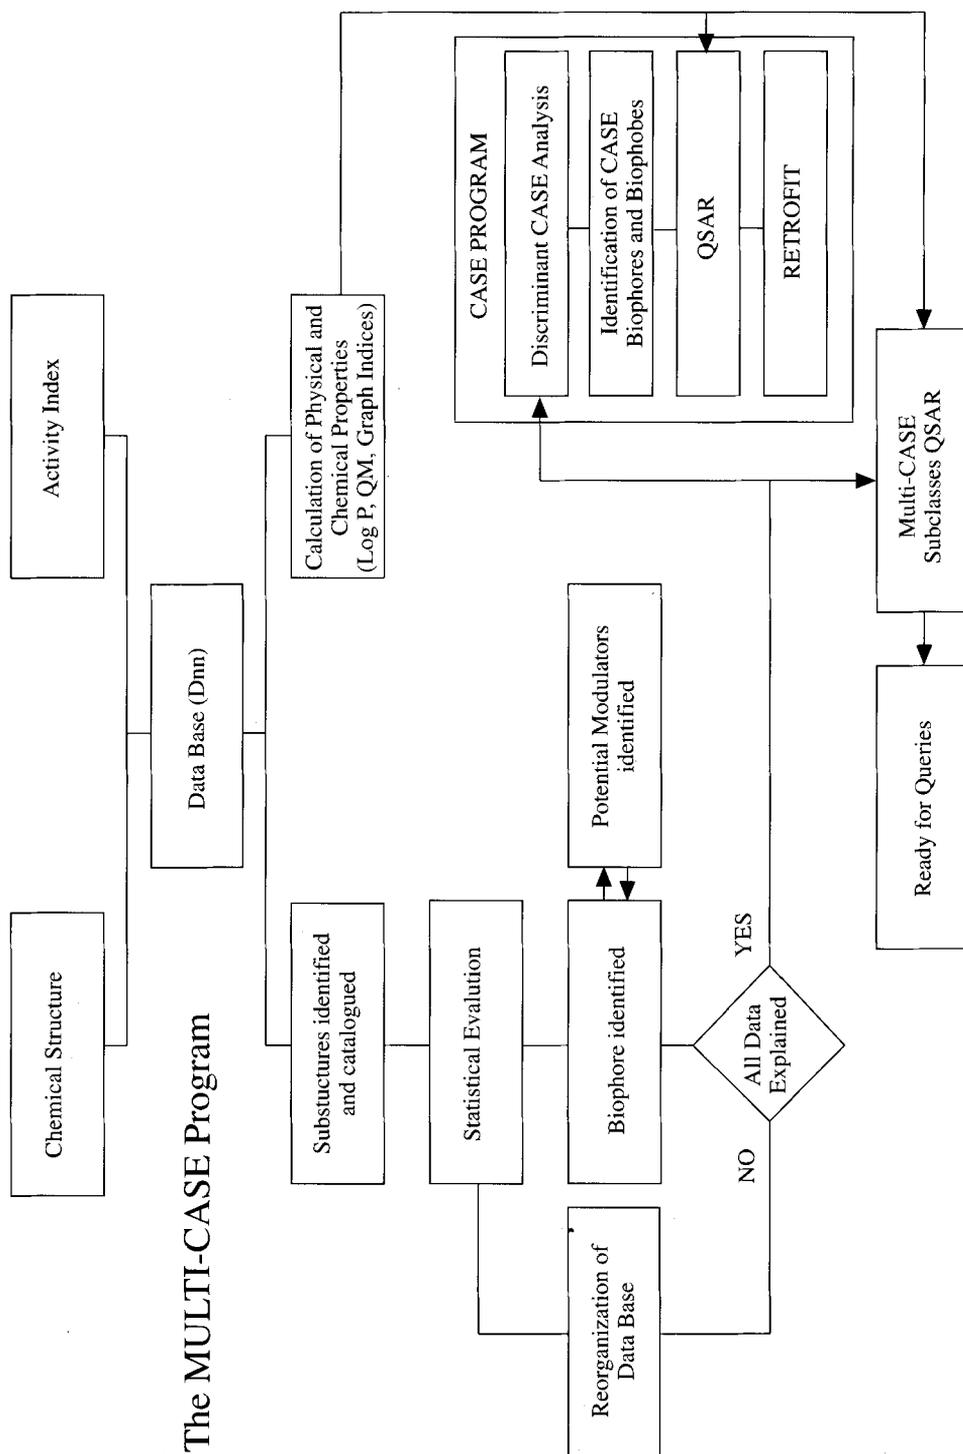 The MULTI-CASE Program
Chemical Structure
Activity Index
Data Base (Dnn)
Substuctures identified
and catalogued
Calculation of Physical and
Chemical Properties
(Log P, QM, Graph Indices)
Statistical Evalution
Biophore identified
Potential Modulators
identified
Reorganization of
Data Base
All Data
Explained
NO
YES
CASE PROGRAM
Discriminant CASE Analysis
Identification of CASE
Biophores and Biophobes
QSAR
RETROFIT
Multi-CASE
Subclasses QSAR
Ready for Queries